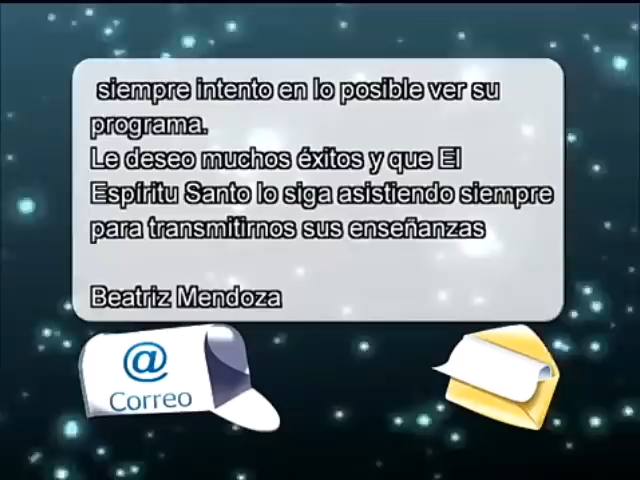 siempre intento en lo posible ver su
programa.
Le deseo muchos éxitos y que El
Espíritu Santo lo siga asistiendo siempre
para transmitirnos sus enseñanzas
Beatriz Mendoza
@
Correo